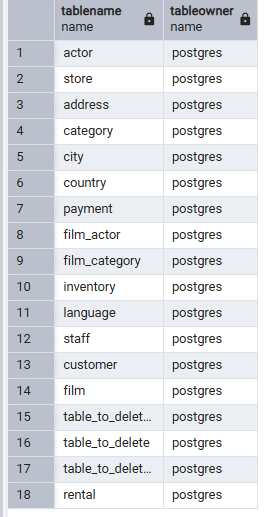 tablename name tableowner name
1 actor postgres
2 store postgres
3 address postgres
4 category postgres
5 city postgres
6 country postgres
7 payment postgres
8 film_actor postgres
9 film_category postgres
10 inventory postgres
11 language postgres
12 staff postgres
13 customer postgres
14 film postgres
15 table_to_delet... postgres
16 table_to_delete postgres
17 table_to_delet... postgres
18 rental postgres